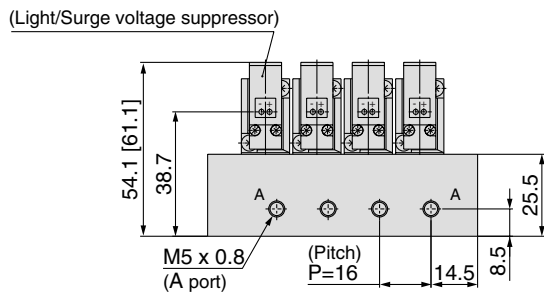 (Light/Surge voltage suppressor)
54.1 [61.1]
38.7
- +
- +
- +
- +
A
A
25.5
8.5
M5 x 0.8
(A port)
(Pitch)
P=16
14.5